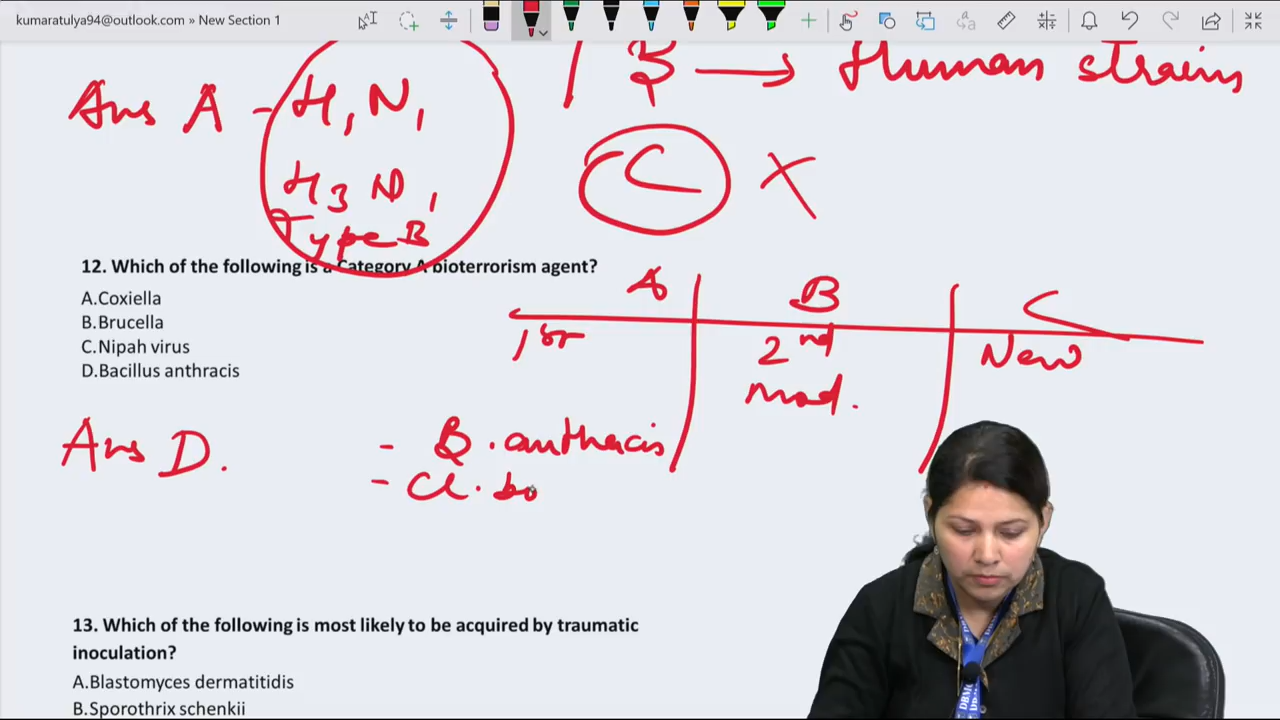 kumaratulya94@outlook.com » New Section 1
B → Human strains
Ans A - H1N1
H3N1
Type B
C X
12. Which of the following is a Category A bioterrorism agent?
A.Coxiella
B.Brucella
C.Nipah virus
D.Bacillus anthracis
A B C
1st 2nd New
mod.
Ans D. - B. anthracis
- Cl. bo
13. Which of the following is most likely to be acquired by traumatic
inoculation?
A.Blastomyces dermatitidis
B.Sporothrix schenkii
DBMC